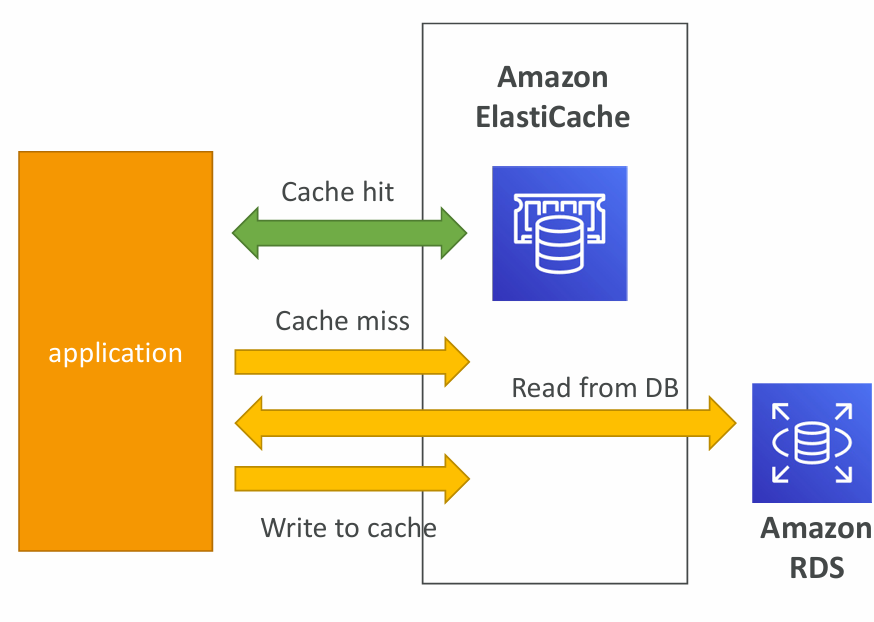 Amazon
ElastiCache
Cache hit
Cache miss
application
Read from DB
Write to cache
Amazon
RDS